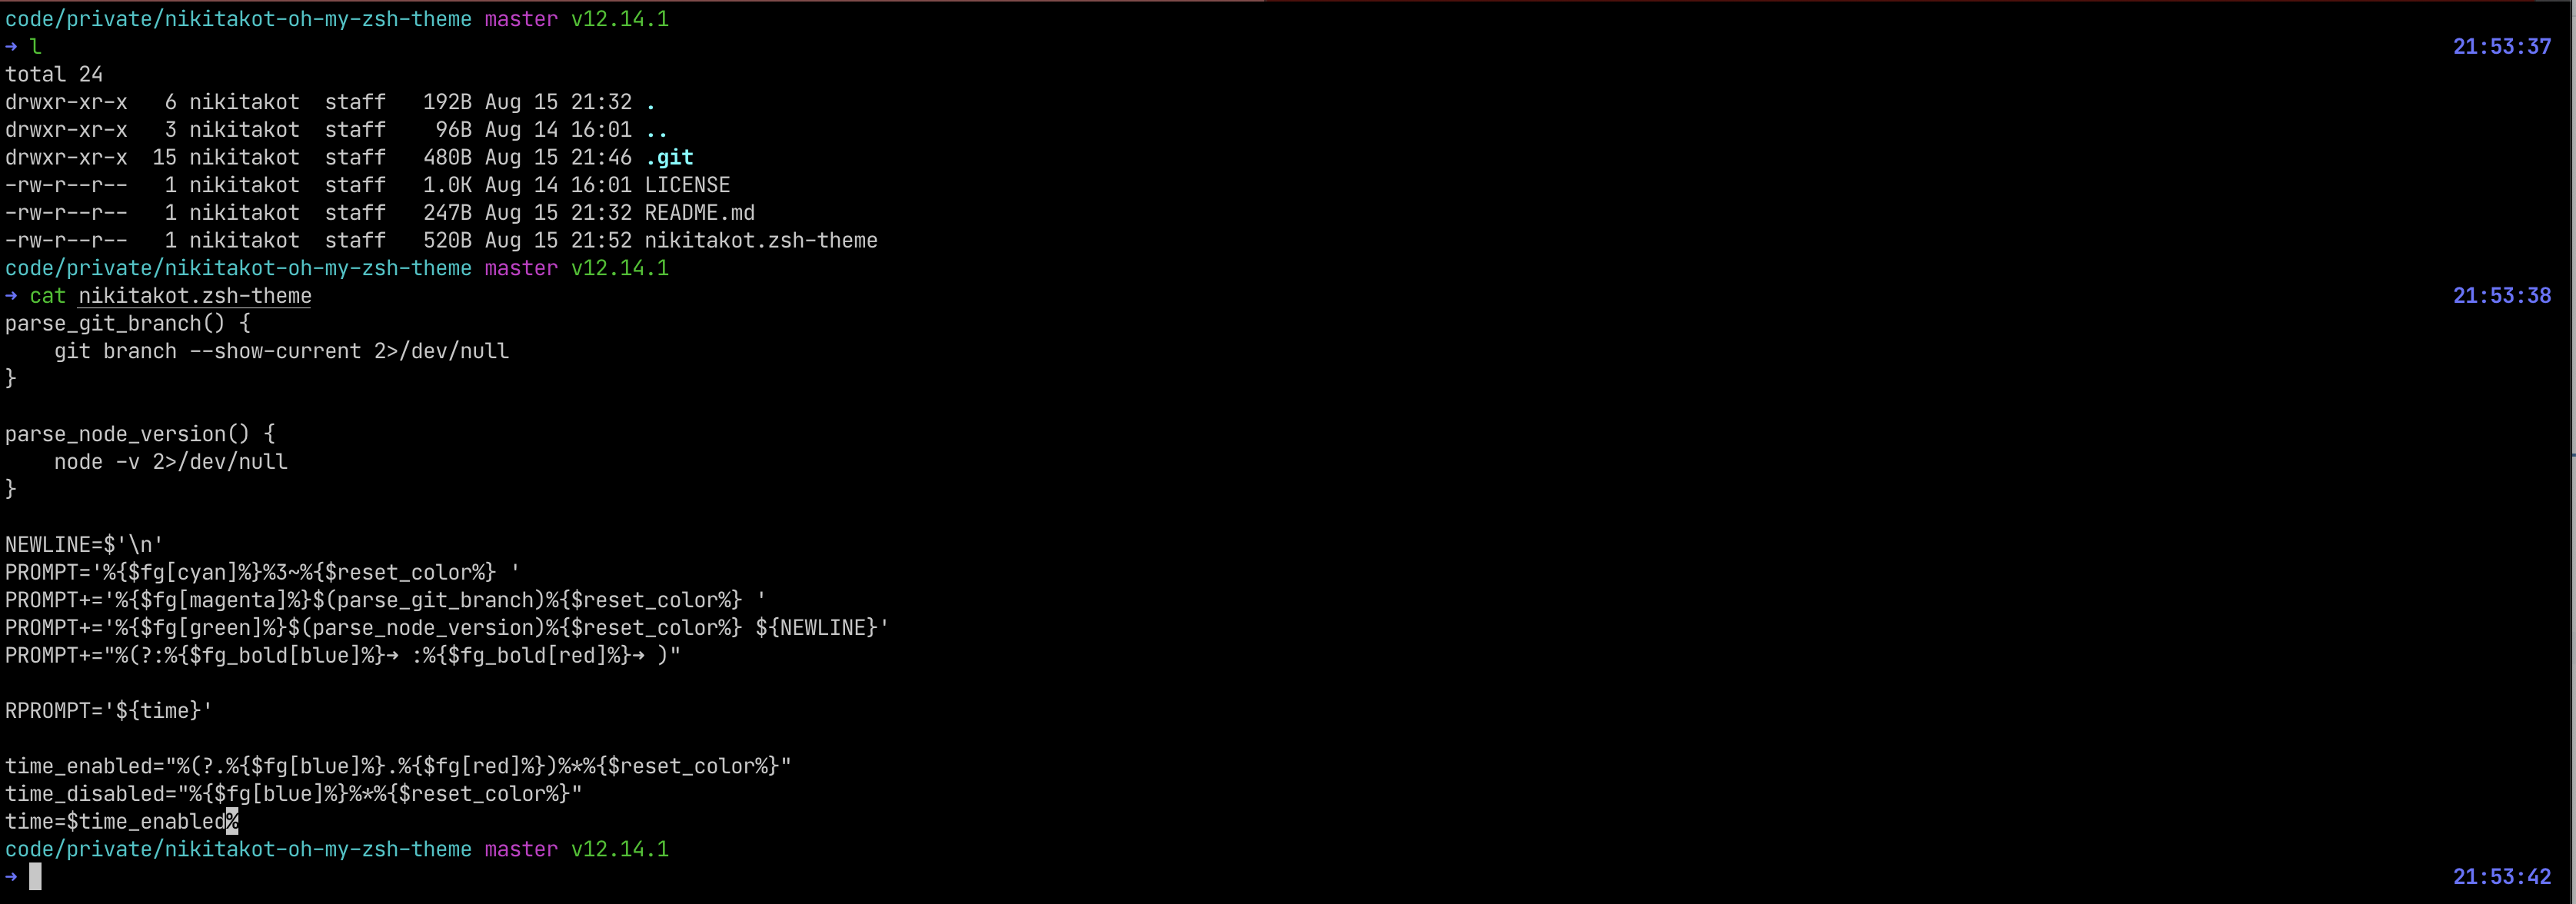 code/private/nikitakot-oh-my-zsh-theme master v12.14.1
→ l 21:53:37
total 24
drwxr-xr-x   6 nikitakot  staff   192B Aug 15 21:32 .
drwxr-xr-x   3 nikitakot  staff    96B Aug 14 16:01 ..
drwxr-xr-x  15 nikitakot  staff   480B Aug 15 21:46 .git
-rw-r--r--   1 nikitakot  staff   1.0K Aug 14 16:01 LICENSE
-rw-r--r--   1 nikitakot  staff   247B Aug 15 21:32 README.md
-rw-r--r--   1 nikitakot  staff   520B Aug 15 21:52 nikitakot.zsh-theme
code/private/nikitakot-oh-my-zsh-theme master v12.14.1
→ cat nikitakot.zsh-theme 21:53:38
parse_git_branch() {
    git branch --show-current 2>/dev/null
}

parse_node_version() {
    node -v 2>/dev/null
}

NEWLINE=$'\n'
PROMPT='%{$fg[cyan]%}%3~%{$reset_color%} '
PROMPT+='%{$fg[magenta]%}$(parse_git_branch)%{$reset_color%} '
PROMPT+='%{$fg[green]%}$(parse_node_version)%{$reset_color%} ${NEWLINE}'
PROMPT+="%(?:%{$fg_bold[blue]%}→ :%{$fg_bold[red]%}→ )"

RPROMPT='${time}'

time_enabled="%(?.%{$fg[blue]%}.%{$fg[red]%})%*%{$reset_color%}"
time_disabled="%{$fg[blue]%}%*%{$reset_color%}"
time=$time_enabled%
code/private/nikitakot-oh-my-zsh-theme master v12.14.1
→ 21:53:42